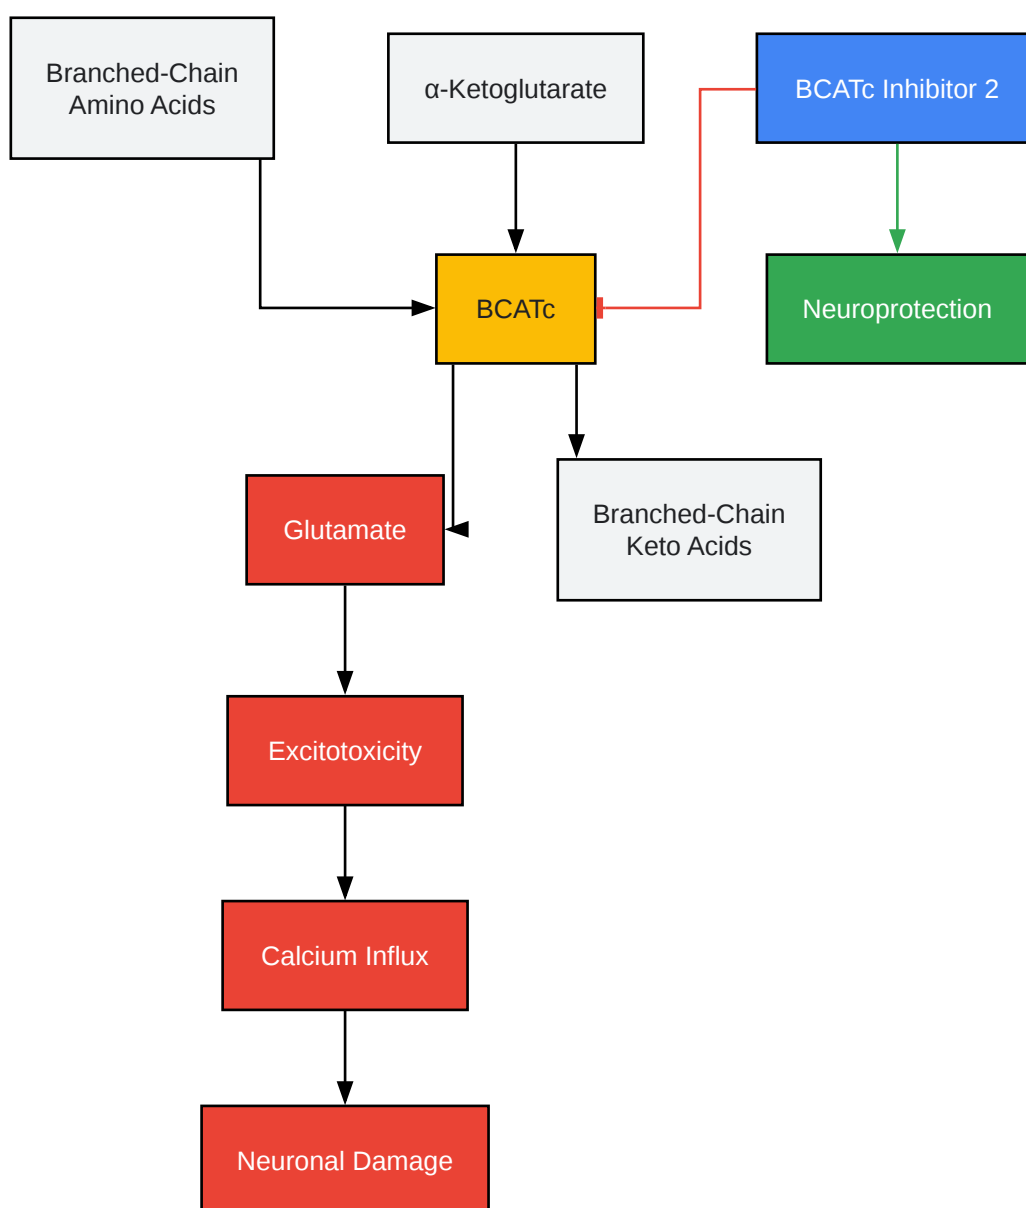 Branched-Chain
Amino Acids
α-Ketoglutarate
BCATc Inhibitor 2
BCATc
Neuroprotection
Glutamate
Branched-Chain
Keto Acids
Excitotoxicity
Calcium Influx
Neuronal Damage